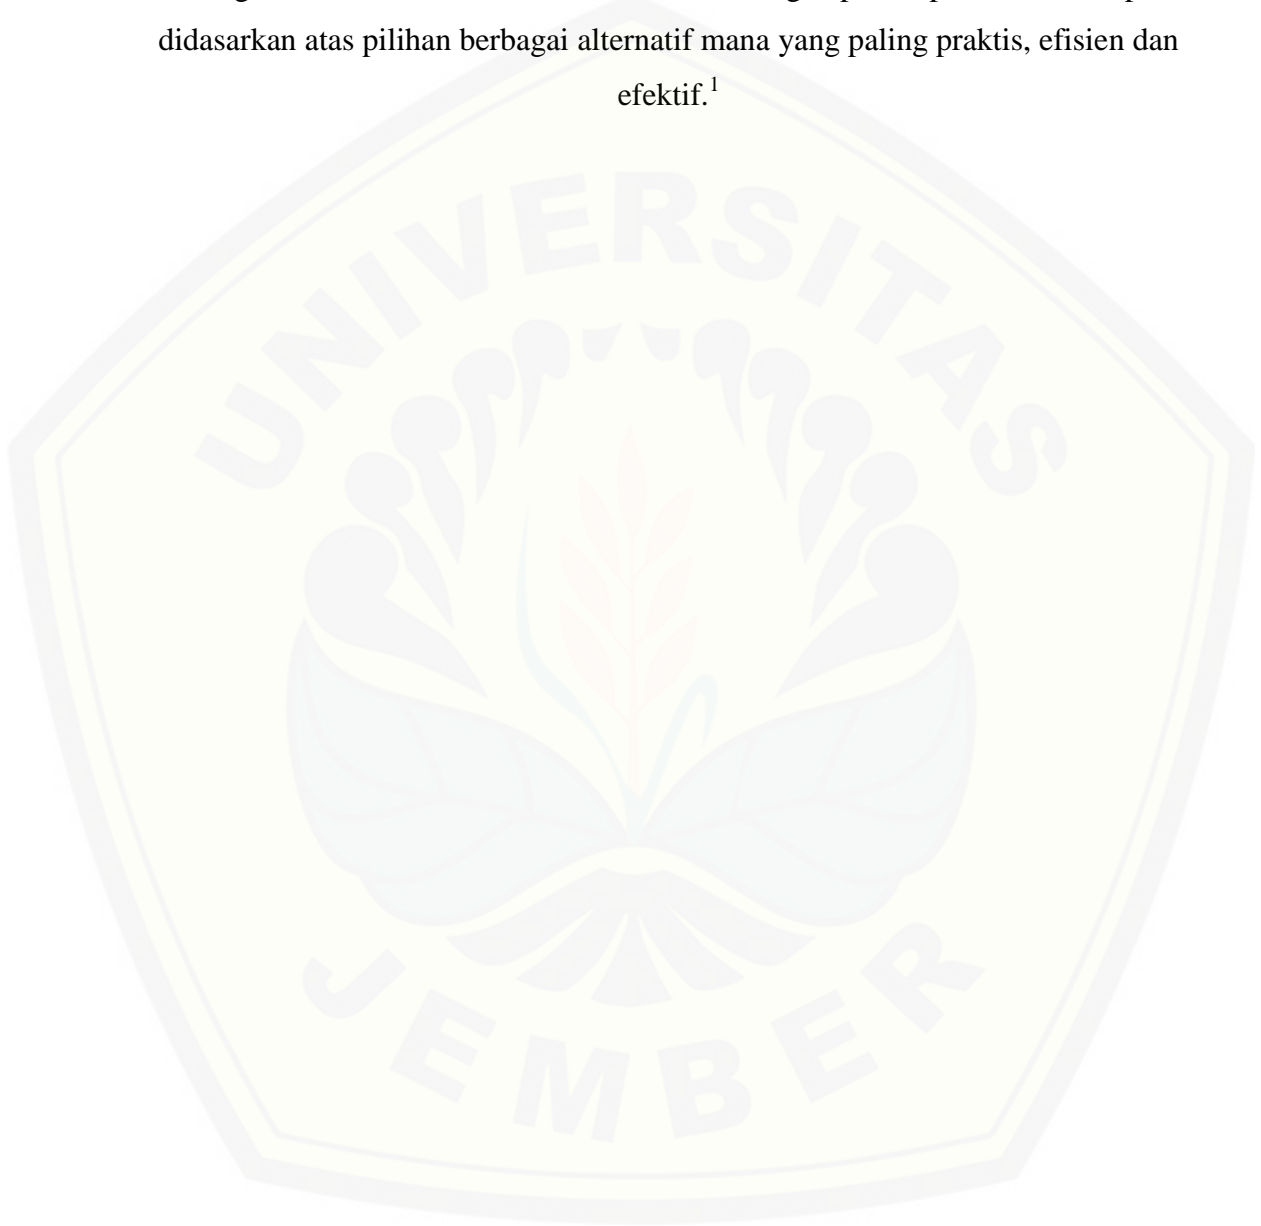 didasarkan atas pilihan berbagai alternatif mana yang paling praktis, efisien dan
efektif.¹
UNIVERSITAS
JEMBER